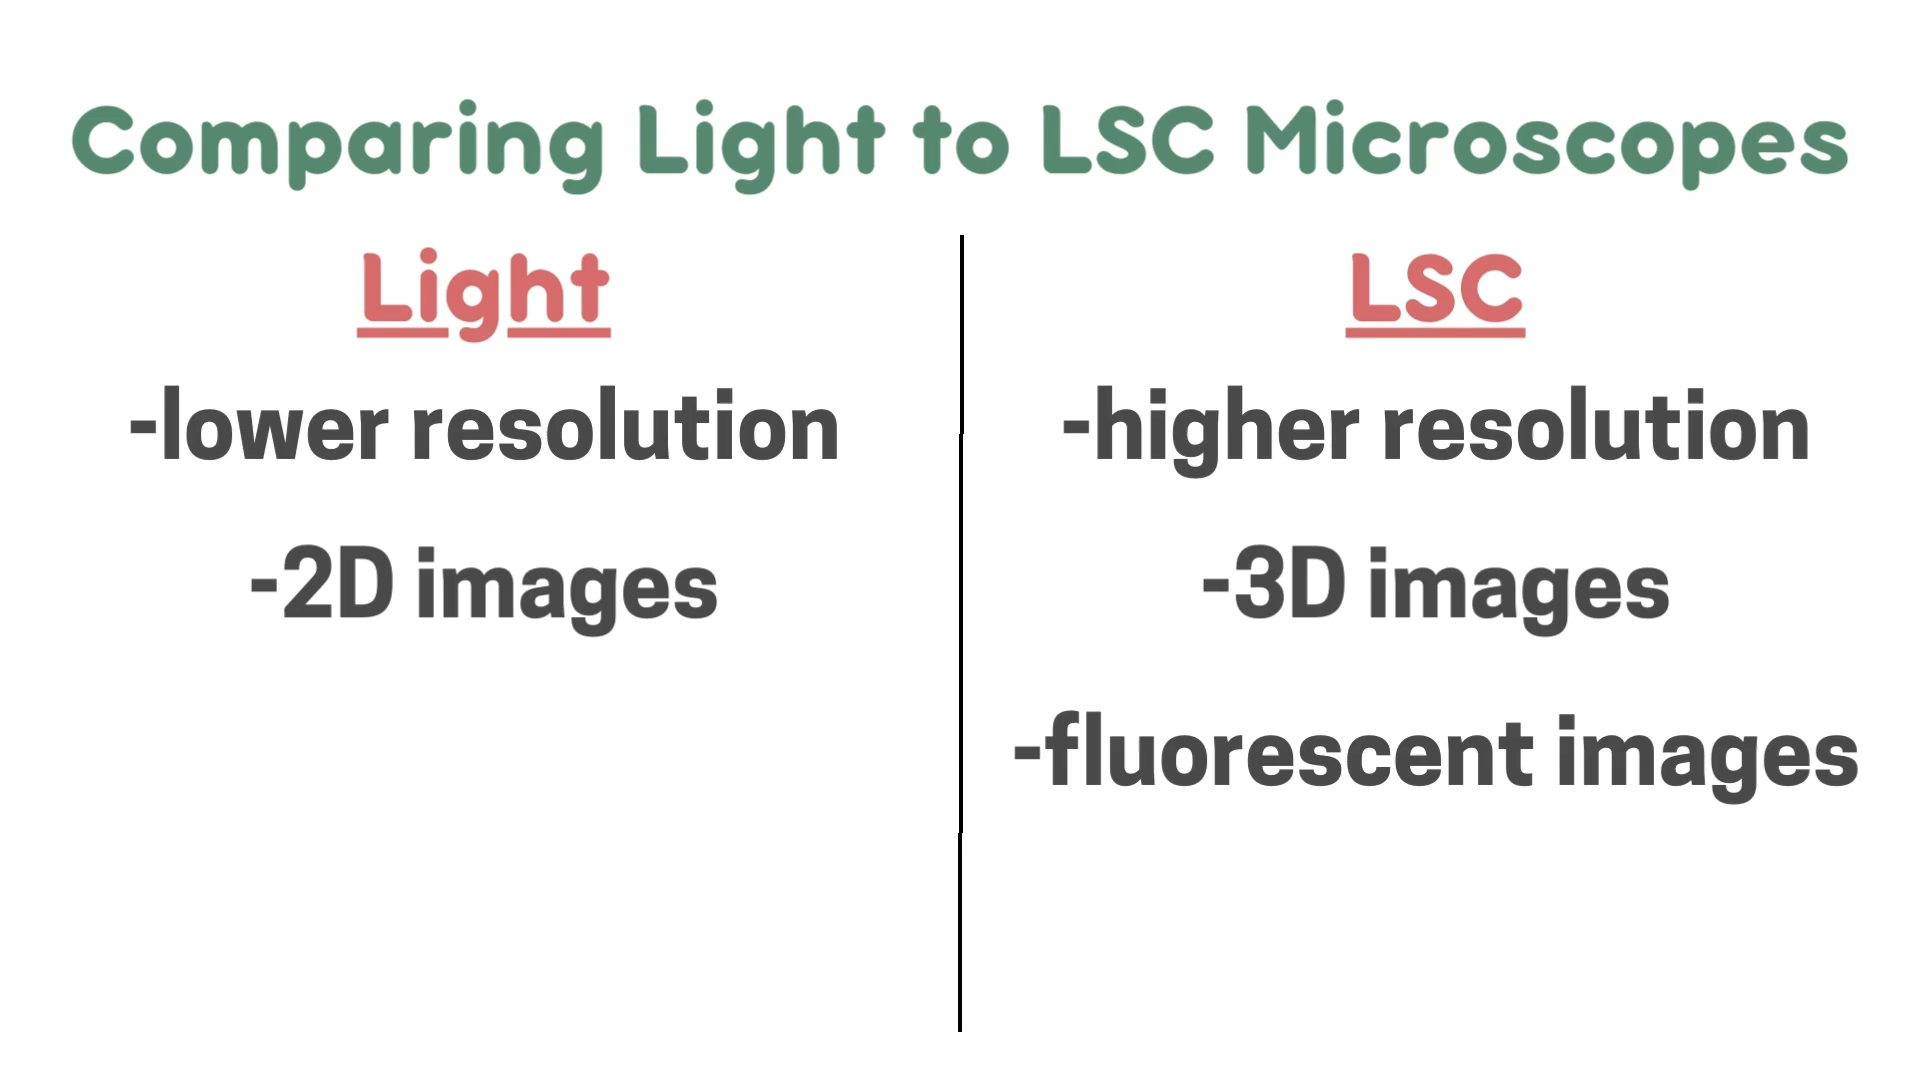 Comparing Light to LSC Microscopes
Light
-lower resolution
-2D images
LSC
-higher resolution
-3D images
-fluorescent images